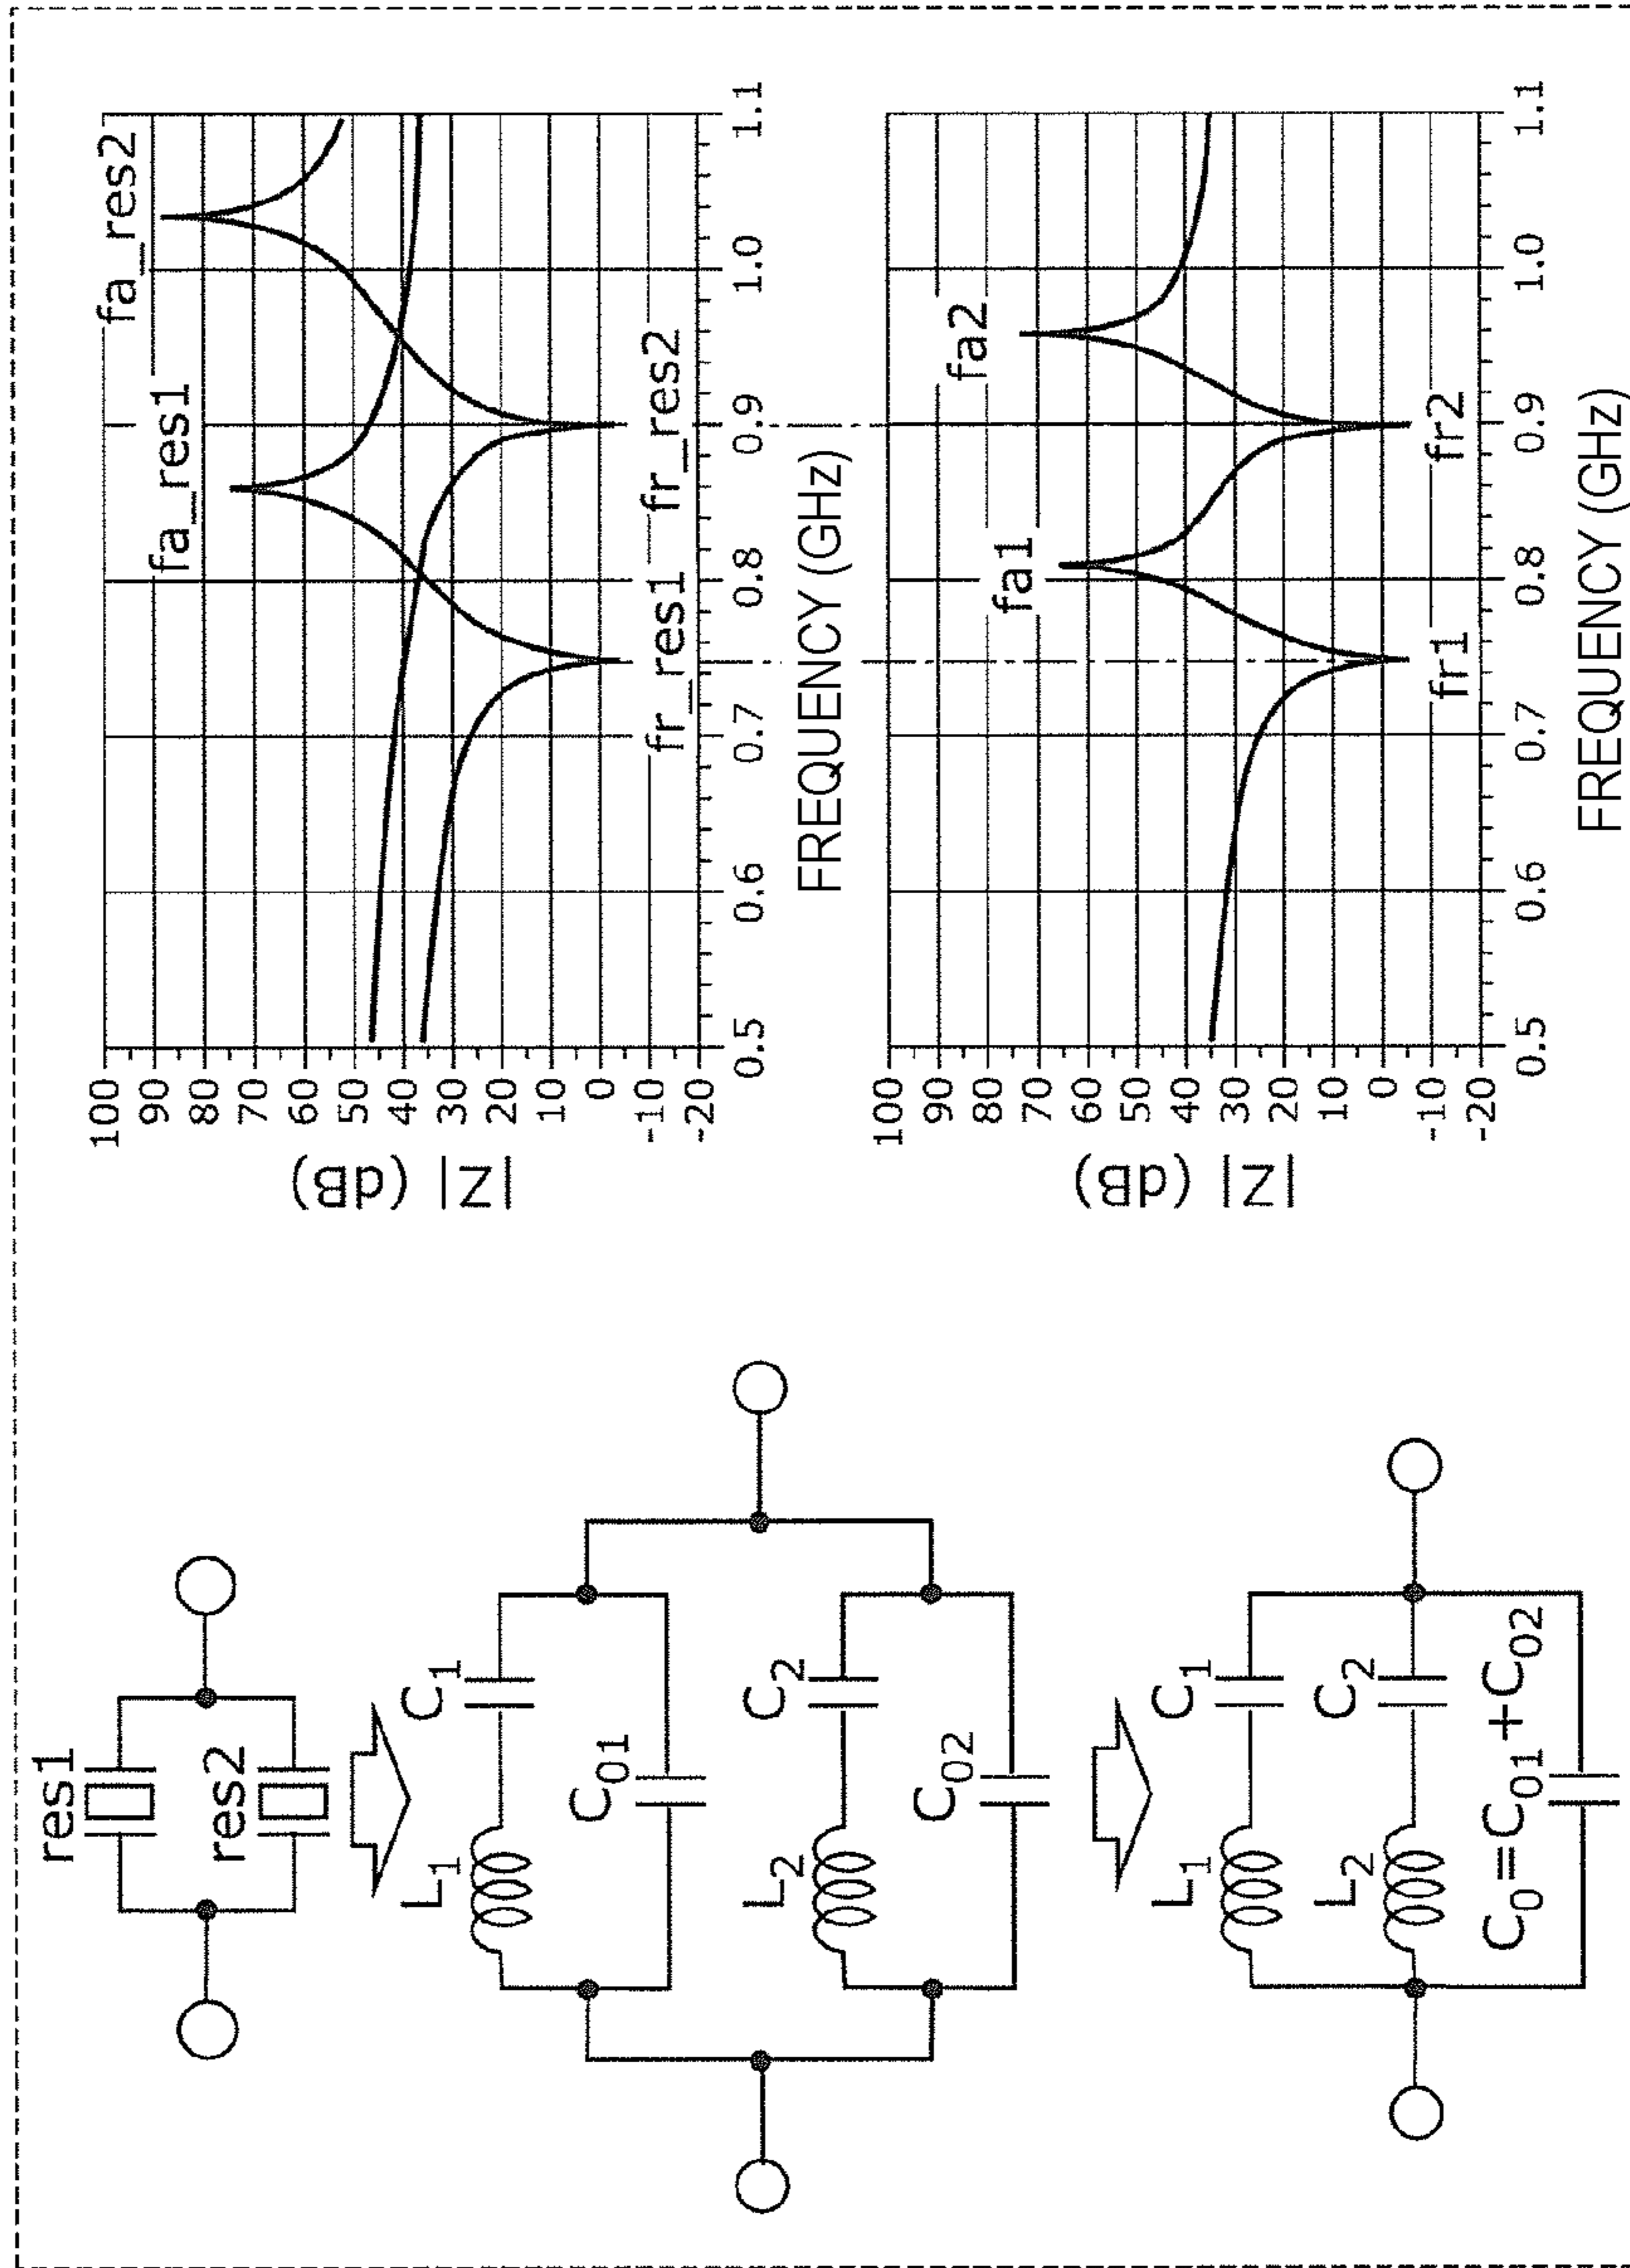 res1
res2
L1
C1
C01
L2
C2
C02
L1
C1
L2
C2
C0=C01+C02
|Z| (dB)
100
90
80
70
60
50
40
30
20
10
0
-10
-20
fa_res1
fa_res2
fr_res1
fr_res2
0.5
0.6
0.7
0.8
0.9
1.0
1.1
FREQUENCY (GHz)
|Z| (dB)
100
90
80
70
60
50
40
30
20
10
0
-10
-20
fa1
fa2
fr1
fr2
0.5
0.6
0.7
0.8
0.9
1.0
1.1
FREQUENCY (GHz)